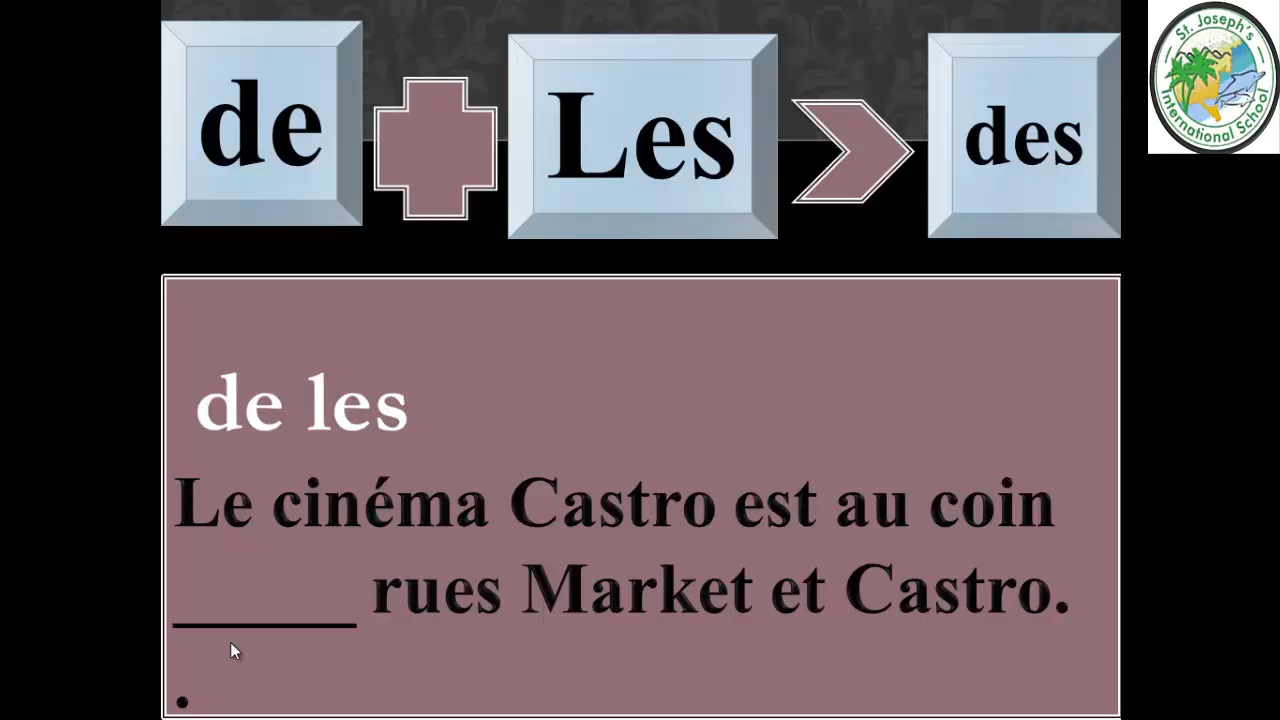 de Les des
St. Joseph's
International School
de les
Le cinéma Castro est au coin
______ rues Market et Castro.
.